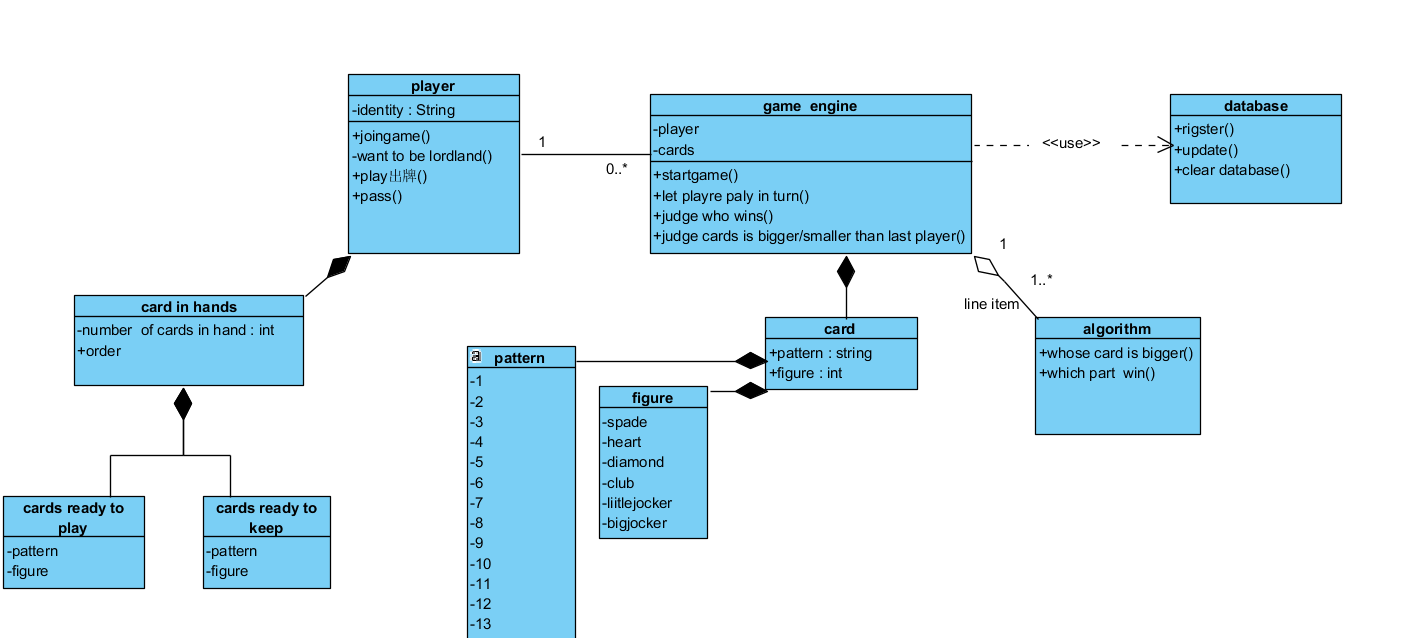 player
-identity : String
+joingame()
-want to be lordland()
+play出牌()
+pass()
1
0..*
game engine
-player
-cards
+startgame()
+let playre paly in turn()
+judge who wins()
+judge cards is bigger/smaller than last player()
<<use>>
database
+rigster()
+update()
+clear database()
1
1..*
line item
card in hands
-number of cards in hand : int
+order
card
+pattern : string
+figure : int
algorithm
+whose card is bigger()
+which part win()
a
pattern
-1
-2
-3
-4
-5
-6
-7
-8
-9
-10
-11
-12
-13
figure
-spade
-heart
-diamond
-club
-liitlejocker
-bigjocker
cards ready to
play
-pattern
-figure
cards ready to
keep
-pattern
-figure